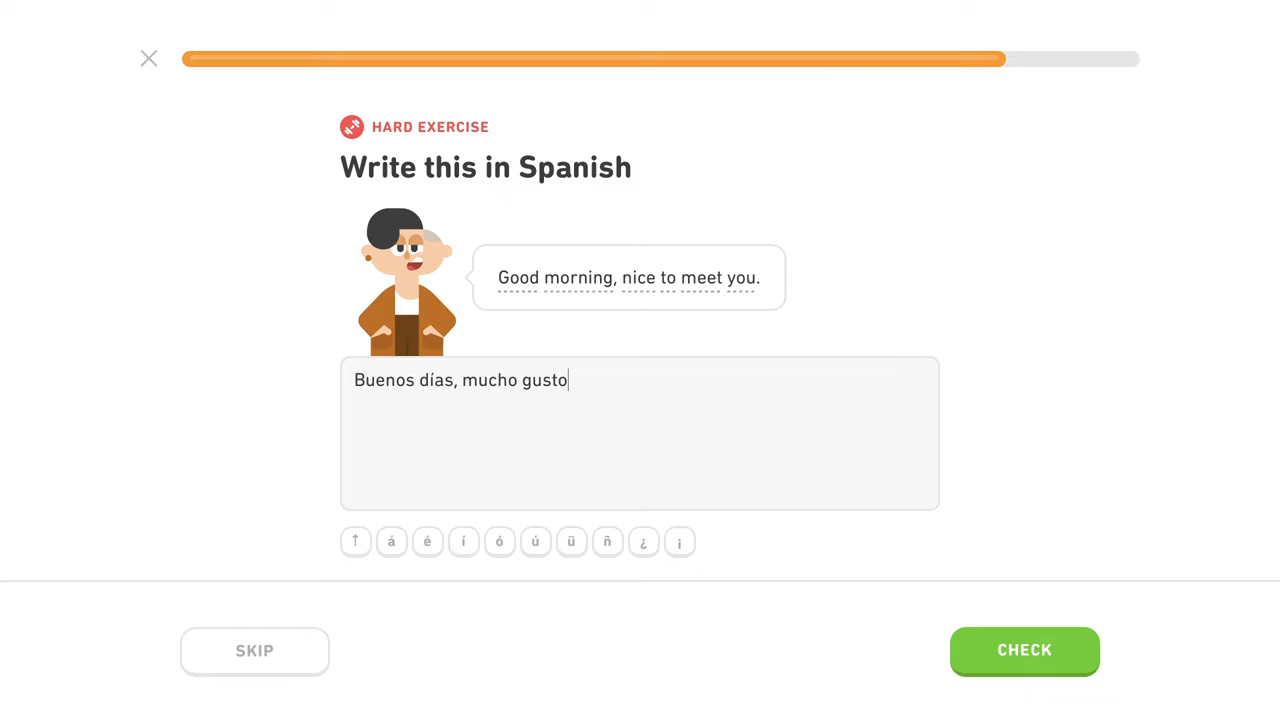 HARD EXERCISE
Write this in Spanish
Good morning, nice to meet you.
Buenos días, mucho gusto
↑ á é í ó ú ü ñ ¿ ¡
SKIP
CHECK